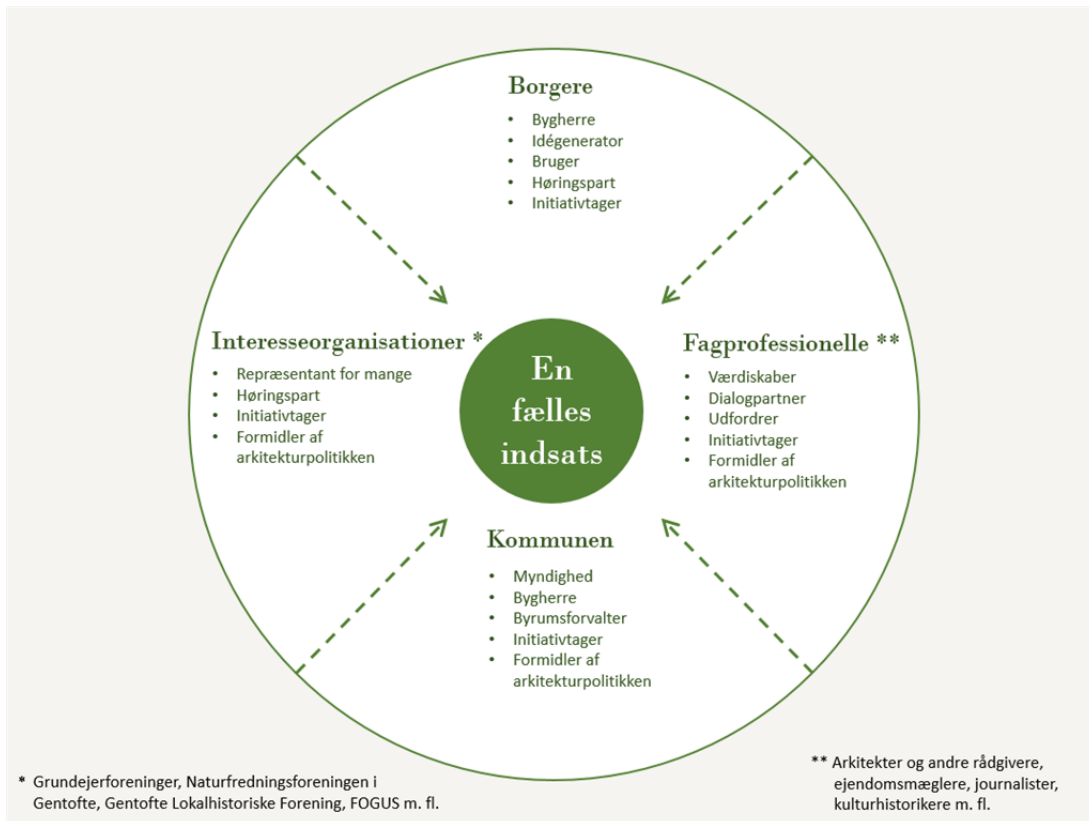 Borgere
• Bygherre
• Idégenerator
• Bruger
• Høringspart
• Initiativtager
Interesseorganisationer *
• Repræsentant for mange
• Høringspart
• Initiativtager
• Formidler af
arkitekturpolitikken
En
fælles
indsats
Fagprofessionelle **
• Værdiskaber
• Dialogpartner
• Udfordrer
• Initiativtager
• Formidler af
arkitekturpolitikken
Kommunen
• Myndighed
• Bygherre
• Byrumsforvalter
• Initiativtager
• Formidler af
arkitekturpolitikken
* Grundejerforeninger, Naturfredningsforeningen i
Gentofte, Gentofte Lokalhistoriske Forening, FOGUS m. fl.
** Arkitekter og andre rådgivere,
ejendomsmæglere, journalister,
kulturhistorikere m. fl.